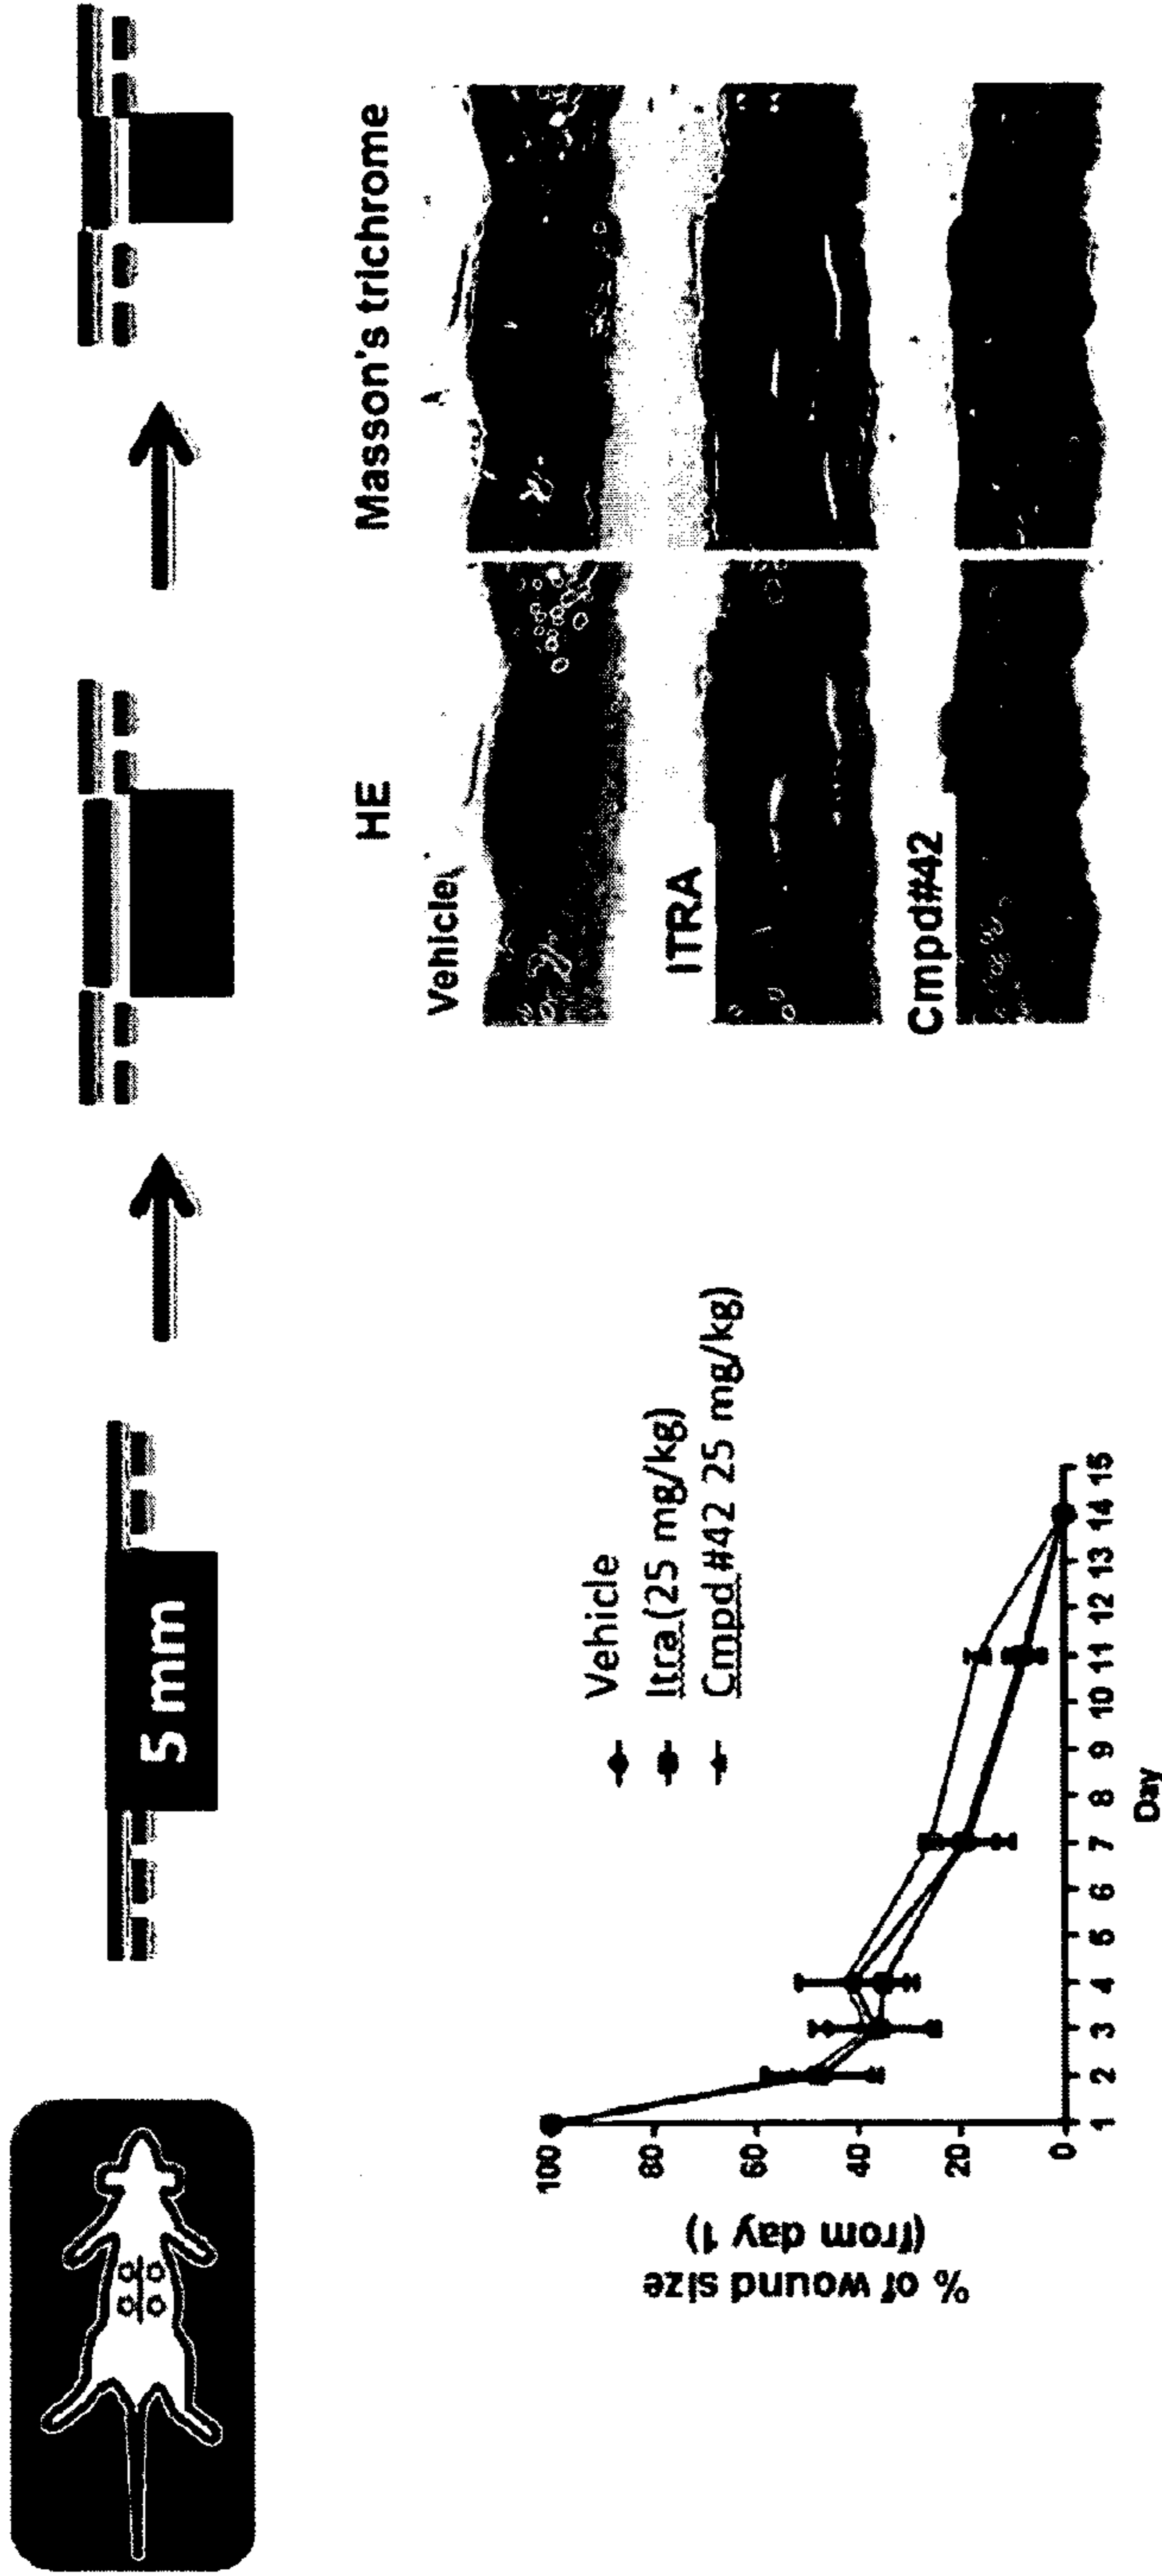 5 mm
% of wound size
(from day 1)
100
80
60
40
20
0
1 2 3 4 5 6 7 8 9 10 11 12 13 14 15
Day
Vehicle
Itra (25 mg/kg)
Cmpd #42 25 mg/kg)
HE
Masson's trichrome
Vehicle
ITRA
Cmpd#42